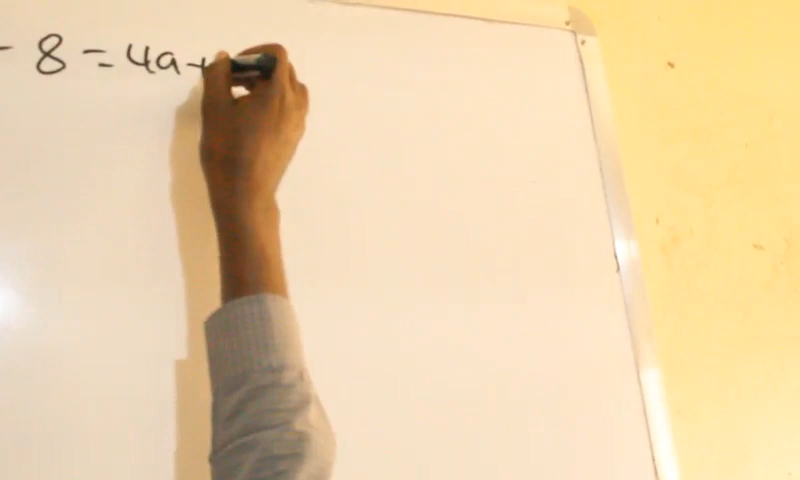 - 8 = 4a +